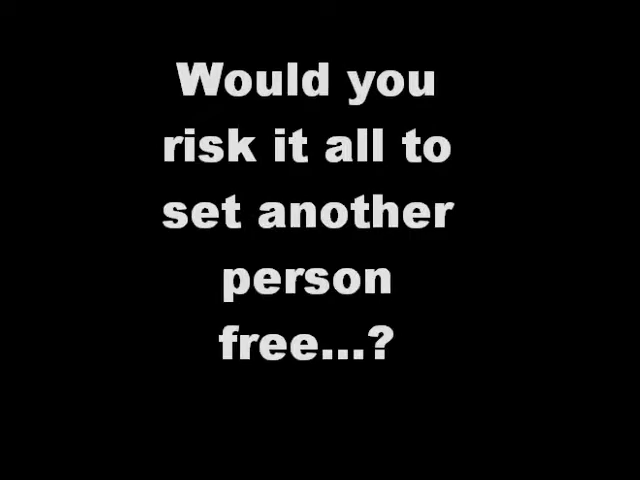 Would you
risk it all to
set another
person
free...?